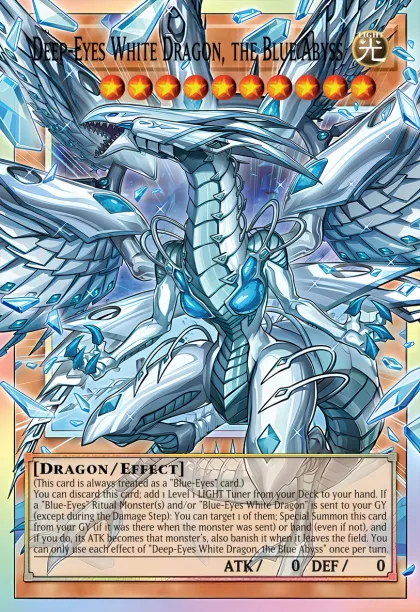 Deep-Eyes White Dragon, the Blue Abyss
LIGHT
光
[Dragon/Effect]
(This card is always treated as a "Blue-Eyes" card.)
You can discard this card; add 1 Level 1 LIGHT Tuner from your Deck to your hand. If
a "Blue-Eyes" Ritual Monster(s) and/or "Blue-Eyes White Dragon" is sent to your GY
(except during the Damage Step): You can target 1 of them; Special Summon this card
from your GY (if it was there when the monster was sent) or hand (even if not), and
if you do, its ATK becomes that monster's, also banish it when it leaves the field. You
can only use each effect of "Deep-Eyes White Dragon, the Blue Abyss" once per turn.
ATK / 0 DEF / 0